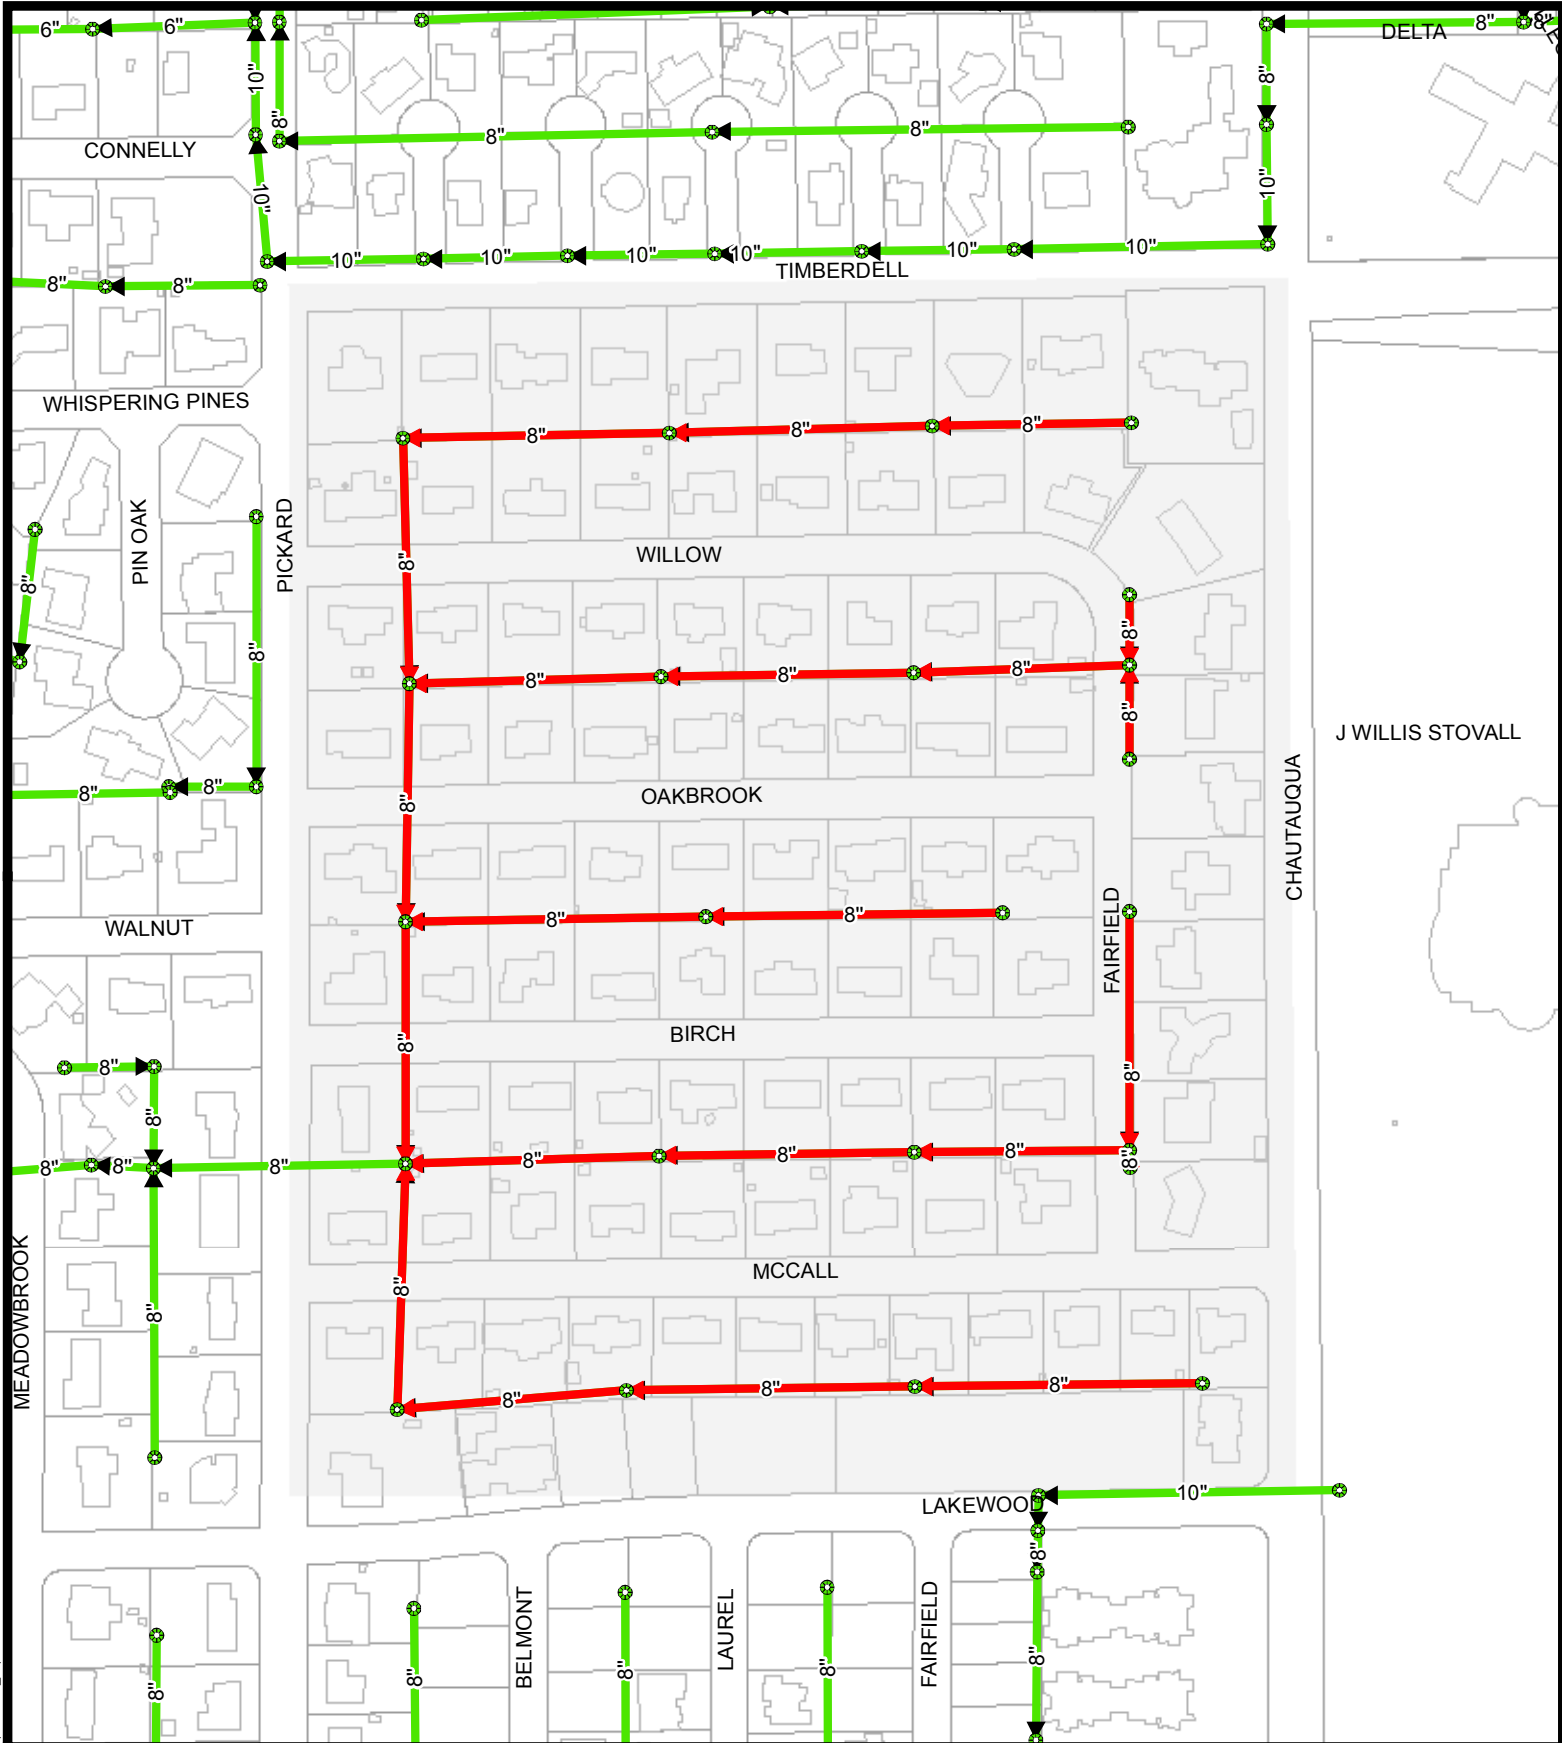 6" 6" 8" 8"
DELTA
10" 8"
8" 8" 8"
CONNELLY
10" 10"
10" 10" 10" 10" 10" 10"
TIMBERDELL
8" 8"
WHISPERING PINES
8" 8" 8"
PIN OAK
PICKARD
WILLOW
8"
8"
8"
8"
8" 8" 8"
8"
J WILLIS STOVALL
CHAUTAUQUA
8" 8"
OAKBROOK
8"
8" 8"
FAIRFIELD
WALNUT
BIRCH
8"
8"
8"
8"
8" 8" 8" 8" 8" 8"
8"
MCCALL
MEADOWBROOK
8"
8"
8" 8" 8"
10"
LAKEWOOD
8"
BELMONT
LAUREL
FAIRFIELD
8" 8" 8" 8" 8"